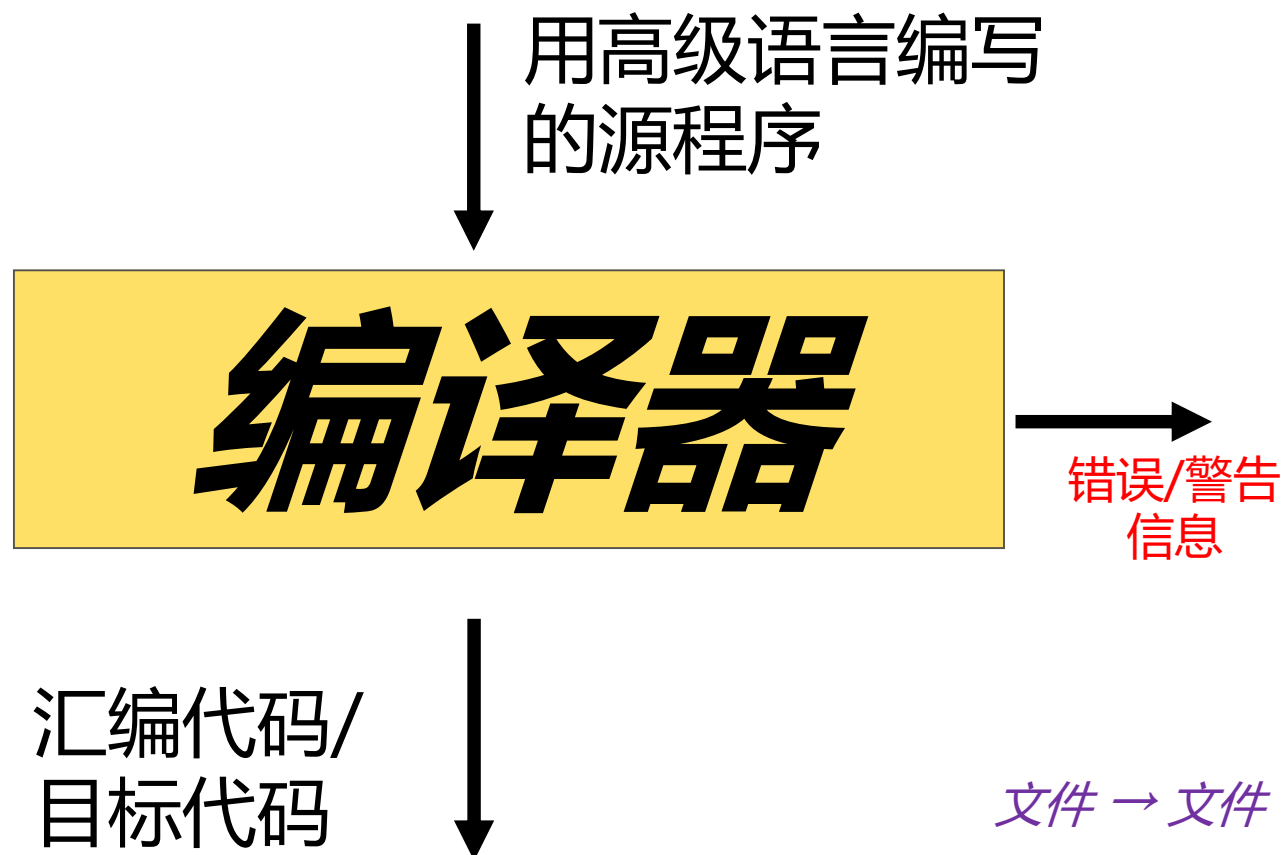 用高级语言编写
的源程序
编译器
错误/警告
信息
汇编代码/
目标代码
文件 → 文件